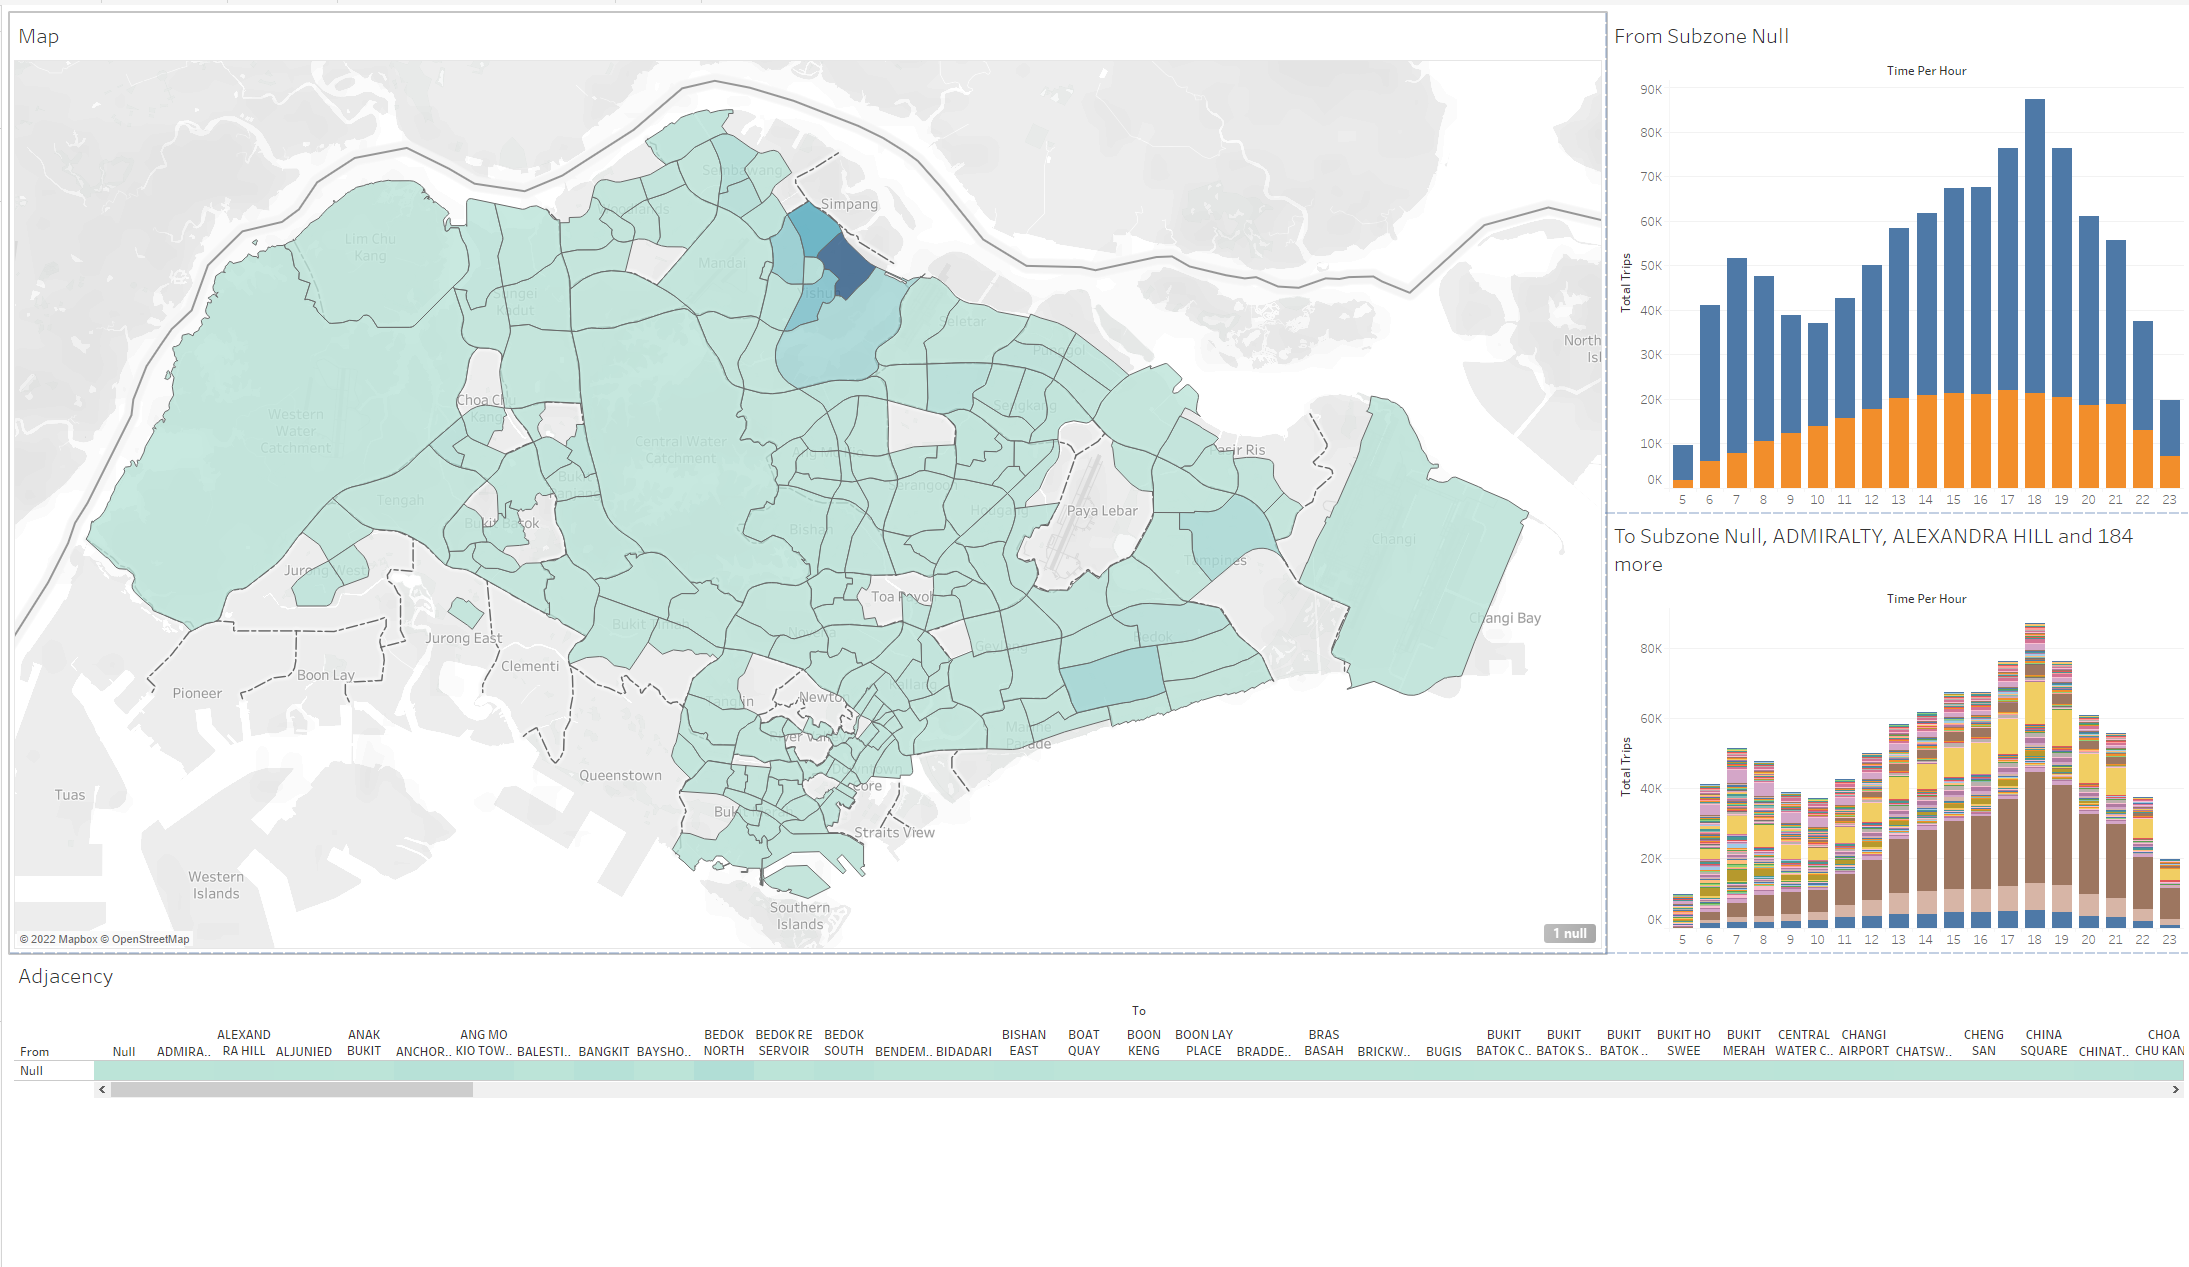 Map
Sembawang
Simpang
Woodlands
Lim Chu
Kang
Mandai
Sungei
Kadut
Yishun
Seletar
North
Isl
Punggol
Choa Chu
Kang
Sengkang
Western
Water
Catchment
Central Water
Catchment
Ang Mo Kio
Pasir Ris
Bukit
Panjang
Serangoon
Tengah
Hougang
Paya Lebar
Bukit Batok
Bishan
Changi
Tampines
Jurong West
Toa Payoh
Changi Bay
Bukit Timah
Novena
Jurong East
Geylang
Bedok
Clementi
Boon Lay
Pioneer
Kallang
Tanglin
Newton
River Valley
Marine
Parade
Queenstown
Downtown
Core
Tuas
Bukit Merah
Straits View
Western
Islands
Southern
Islands
© 2022 Mapbox © OpenStreetMap
1 null
From Subzone Null
Time Per Hour
90K
80K
70K
60K
50K
40K
30K
20K
10K
0K
Total Trips
5 6 7 8 9 10 11 12 13 14 15 16 17 18 19 20 21 22 23
To Subzone Null, ADMIRALTY, ALEXANDRA HILL and 184
more
Time Per Hour
80K
60K
40K
20K
0K
Total Trips
5 6 7 8 9 10 11 12 13 14 15 16 17 18 19 20 21 22 23
Adjacency
To
ALEXAND ANAK ANG MO BEDOK BEDOK RE BEDOK BISHAN BOAT BOON BOON LAY BRAS BUKIT BUKIT BUKIT BUKIT HO BUKIT CENTRAL CHANGI CHENG CHINA CHOA
From Null ADMIRA.. RA HILL ALJUNIED BUKIT ANCHOR.. KIO TOW.. BALESTI.. BANGKIT BAYSHO.. NORTH SERVOIR SOUTH BENDEM.. BIDADARI EAST QUAY KENG PLACE BRADDE.. BASAH BRICKW.. BUGIS BATOK C.. BATOK S.. BATOK .. SWEE MERAH WATER C.. AIRPORT CHATSW.. SAN SQUARE CHINAT.. CHU KAN
Null